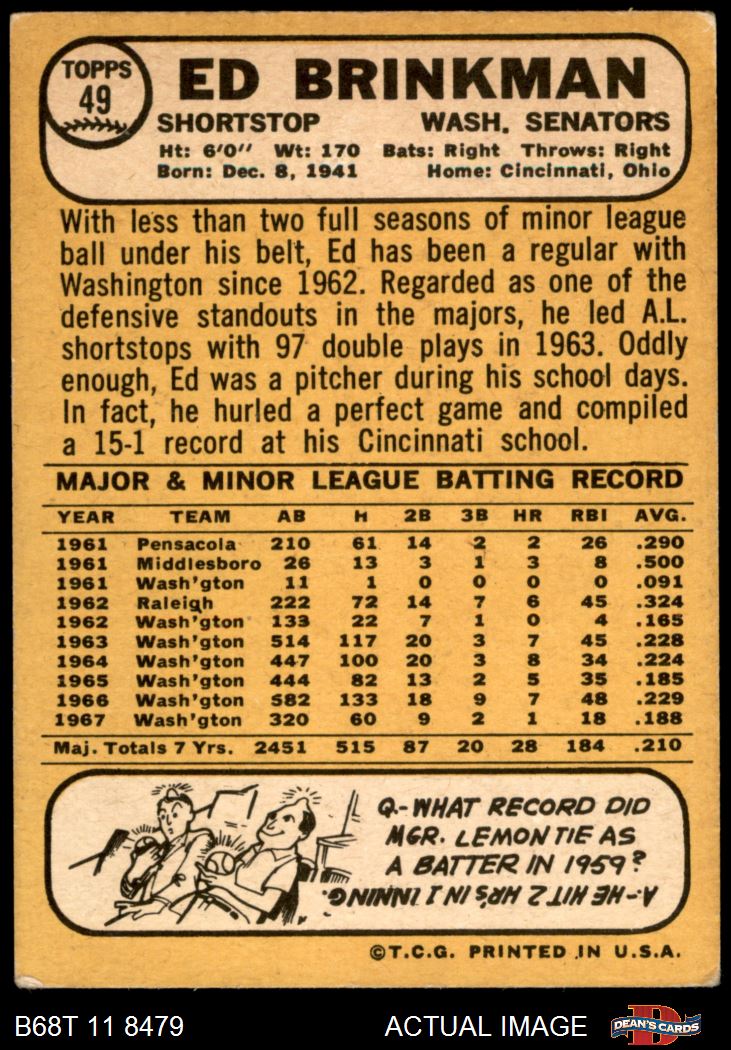 TOPPS
49
ED BRINKMAN
SHORTSTOP WASH. SENATORS
Ht: 6'0" Wt: 170 Bats: Right Throws: Right
Born: Dec. 8, 1941 Home: Cincinnati, Ohio
With less than two full seasons of minor league
ball under his belt, Ed has been a regular with
Washington since 1962. Regarded as one of the
defensive standouts in the majors, he led A.L.
shortstops with 97 double plays in 1963. Oddly
enough, Ed was a pitcher during his school days.
In fact, he hurled a perfect game and compiled
a 15-1 record at his Cincinnati school.
MAJOR & MINOR LEAGUE BATTING RECORD
YEAR TEAM AB H 2B 3B HR RBI AVG.
1961 Pensacola 210 61 14 2 2 26 .290
1961 Middlesboro 26 13 3 1 3 8 .500
1961 Wash'gton 11 1 0 0 0 0 .091
1962 Raleigh 222 72 14 7 6 45 .324
1962 Wash'gton 133 22 7 1 0 4 .165
1963 Wash'gton 514 117 20 3 7 45 .228
1964 Wash'gton 447 100 20 3 8 34 .224
1965 Wash'gton 444 82 13 2 5 35 .185
1966 Wash'gton 582 133 18 9 7 48 .229
1967 Wash'gton 320 60 9 2 1 18 .188
Maj. Totals 7 Yrs. 2451 515 87 20 28 184 .210
Q.-WHAT RECORD DID
MGR. LEMON TIE AS
A BATTER IN 1959?
A.-HE HIT 2 HR'S IN 1 INNING.
©T.C.G. PRINTED IN U.S.A.
B68T 11 8479 ACTUAL IMAGE
D
DEAN'S CARDS